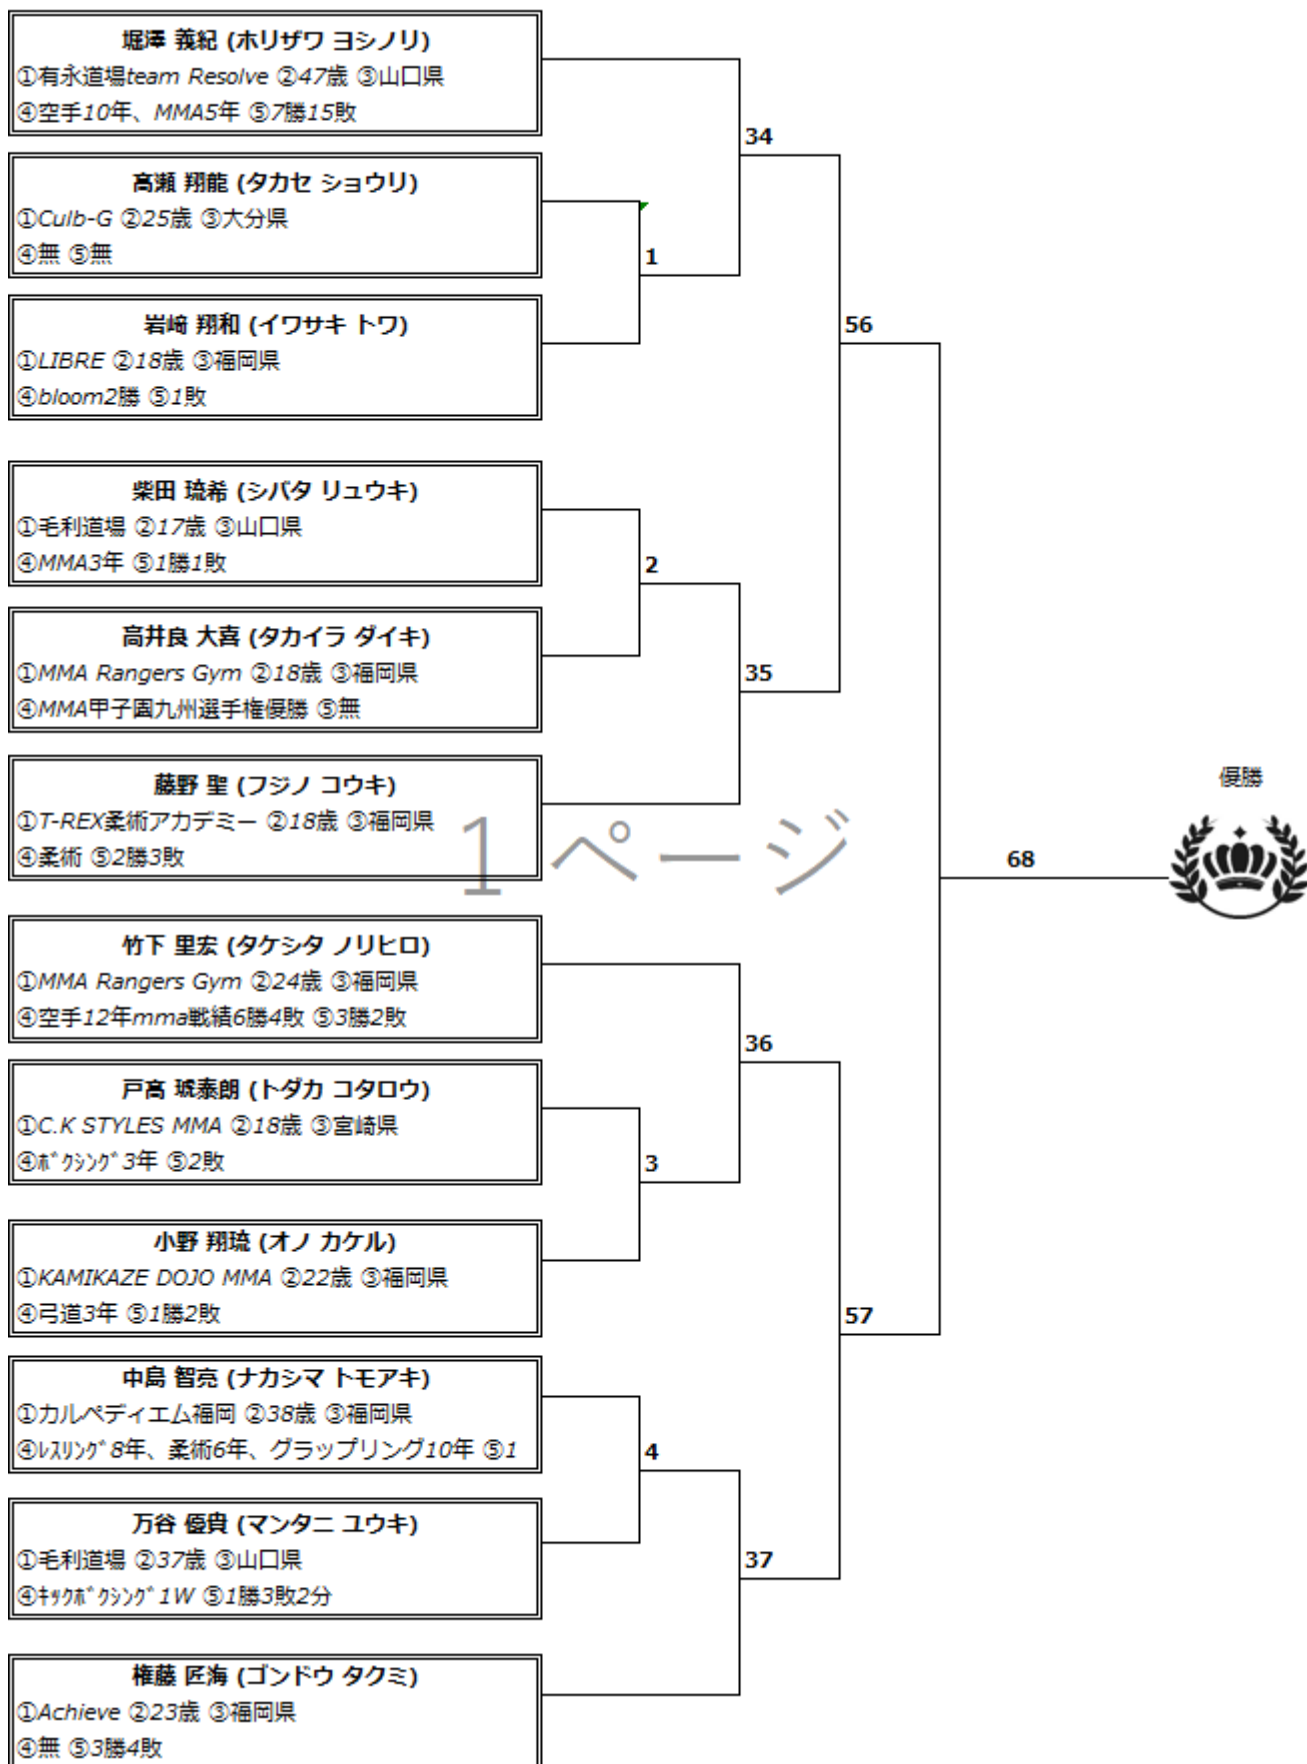 堀澤 義紀 (ホリザワ ヨシノリ)
①有永道場team Resolve ②47歳 ③山口県
④空手10年、MMA5年 ⑤7勝15敗
34
高瀬 翔龍 (タカセ ショウリ)
①Culb-G ②25歳 ③大分県
④無 ⑤無
1
岩﨑 翔和 (イワサキ トワ)
①LIBRE ②18歳 ③福岡県
④bloom2勝 ⑤1敗
56
柴田 琉希 (シバタ リュウキ)
①毛利道場 ②17歳 ③山口県
④MMA3年 ⑤1勝1敗
2
高井良 大喜 (タカイラ ダイキ)
①MMA Rangers Gym ②18歳 ③福岡県
④MMA甲子園九州選手権優勝 ⑤無
35
藤野 聖 (フジノ コウキ)
①T-REX柔術アカデミー ②18歳 ③福岡県
④柔術 ⑤2勝3敗
1 ページ
優勝
68
竹下 里宏 (タケシタ ノリヒロ)
①MMA Rangers Gym ②24歳 ③福岡県
④空手12年mma戦績6勝4敗 ⑤3勝2敗
36
戸高 琥泰朗 (トダカ コタロウ)
①C.K STYLES MMA ②18歳 ③宮崎県
④ﾎﾞｸｼﾝｸﾞ3年 ⑤2敗
3
小野 翔琉 (オノ カケル)
①KAMIKAZE DOJO MMA ②22歳 ③福岡県
④弓道3年 ⑤1勝2敗
57
中島 智亮 (ナカシマ トモアキ)
①カルペディエム福岡 ②38歳 ③福岡県
④ﾚｽﾘﾝｸﾞ8年、柔術6年、グラップリング10年 ⑤1
4
万谷 優貴 (マンタニ ユウキ)
①毛利道場 ②37歳 ③山口県
④ｷｯｸﾎﾞｸｼﾝｸﾞ1W ⑤1勝3敗2分
37
権藤 匠海 (ゴンドウ タクミ)
①Achieve ②23歳 ③福岡県
④無 ⑤3勝4敗